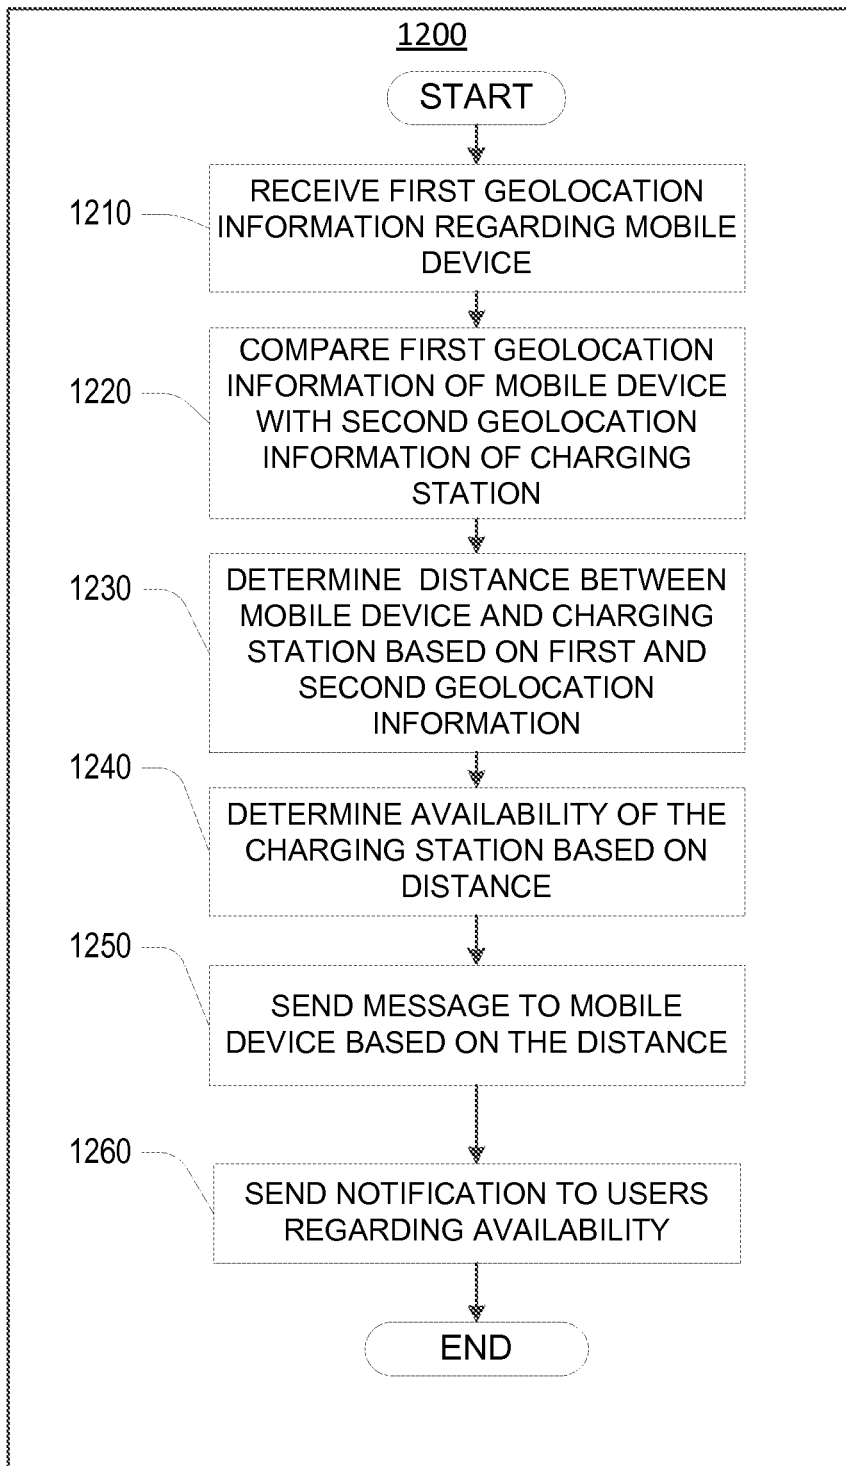 1200
START
1210
RECEIVE FIRST GEOLOCATION
INFORMATION REGARDING MOBILE
DEVICE
1220
COMPARE FIRST GEOLOCATION
INFORMATION OF MOBILE DEVICE
WITH SECOND GEOLOCATION
INFORMATION OF CHARGING
STATION
1230
DETERMINE DISTANCE BETWEEN
MOBILE DEVICE AND CHARGING
STATION BASED ON FIRST AND
SECOND GEOLOCATION
INFORMATION
1240
DETERMINE AVAILABILITY OF THE
CHARGING STATION BASED ON
DISTANCE
1250
SEND MESSAGE TO MOBILE
DEVICE BASED ON THE DISTANCE
1260
SEND NOTIFICATION TO USERS
REGARDING AVAILABILITY
END